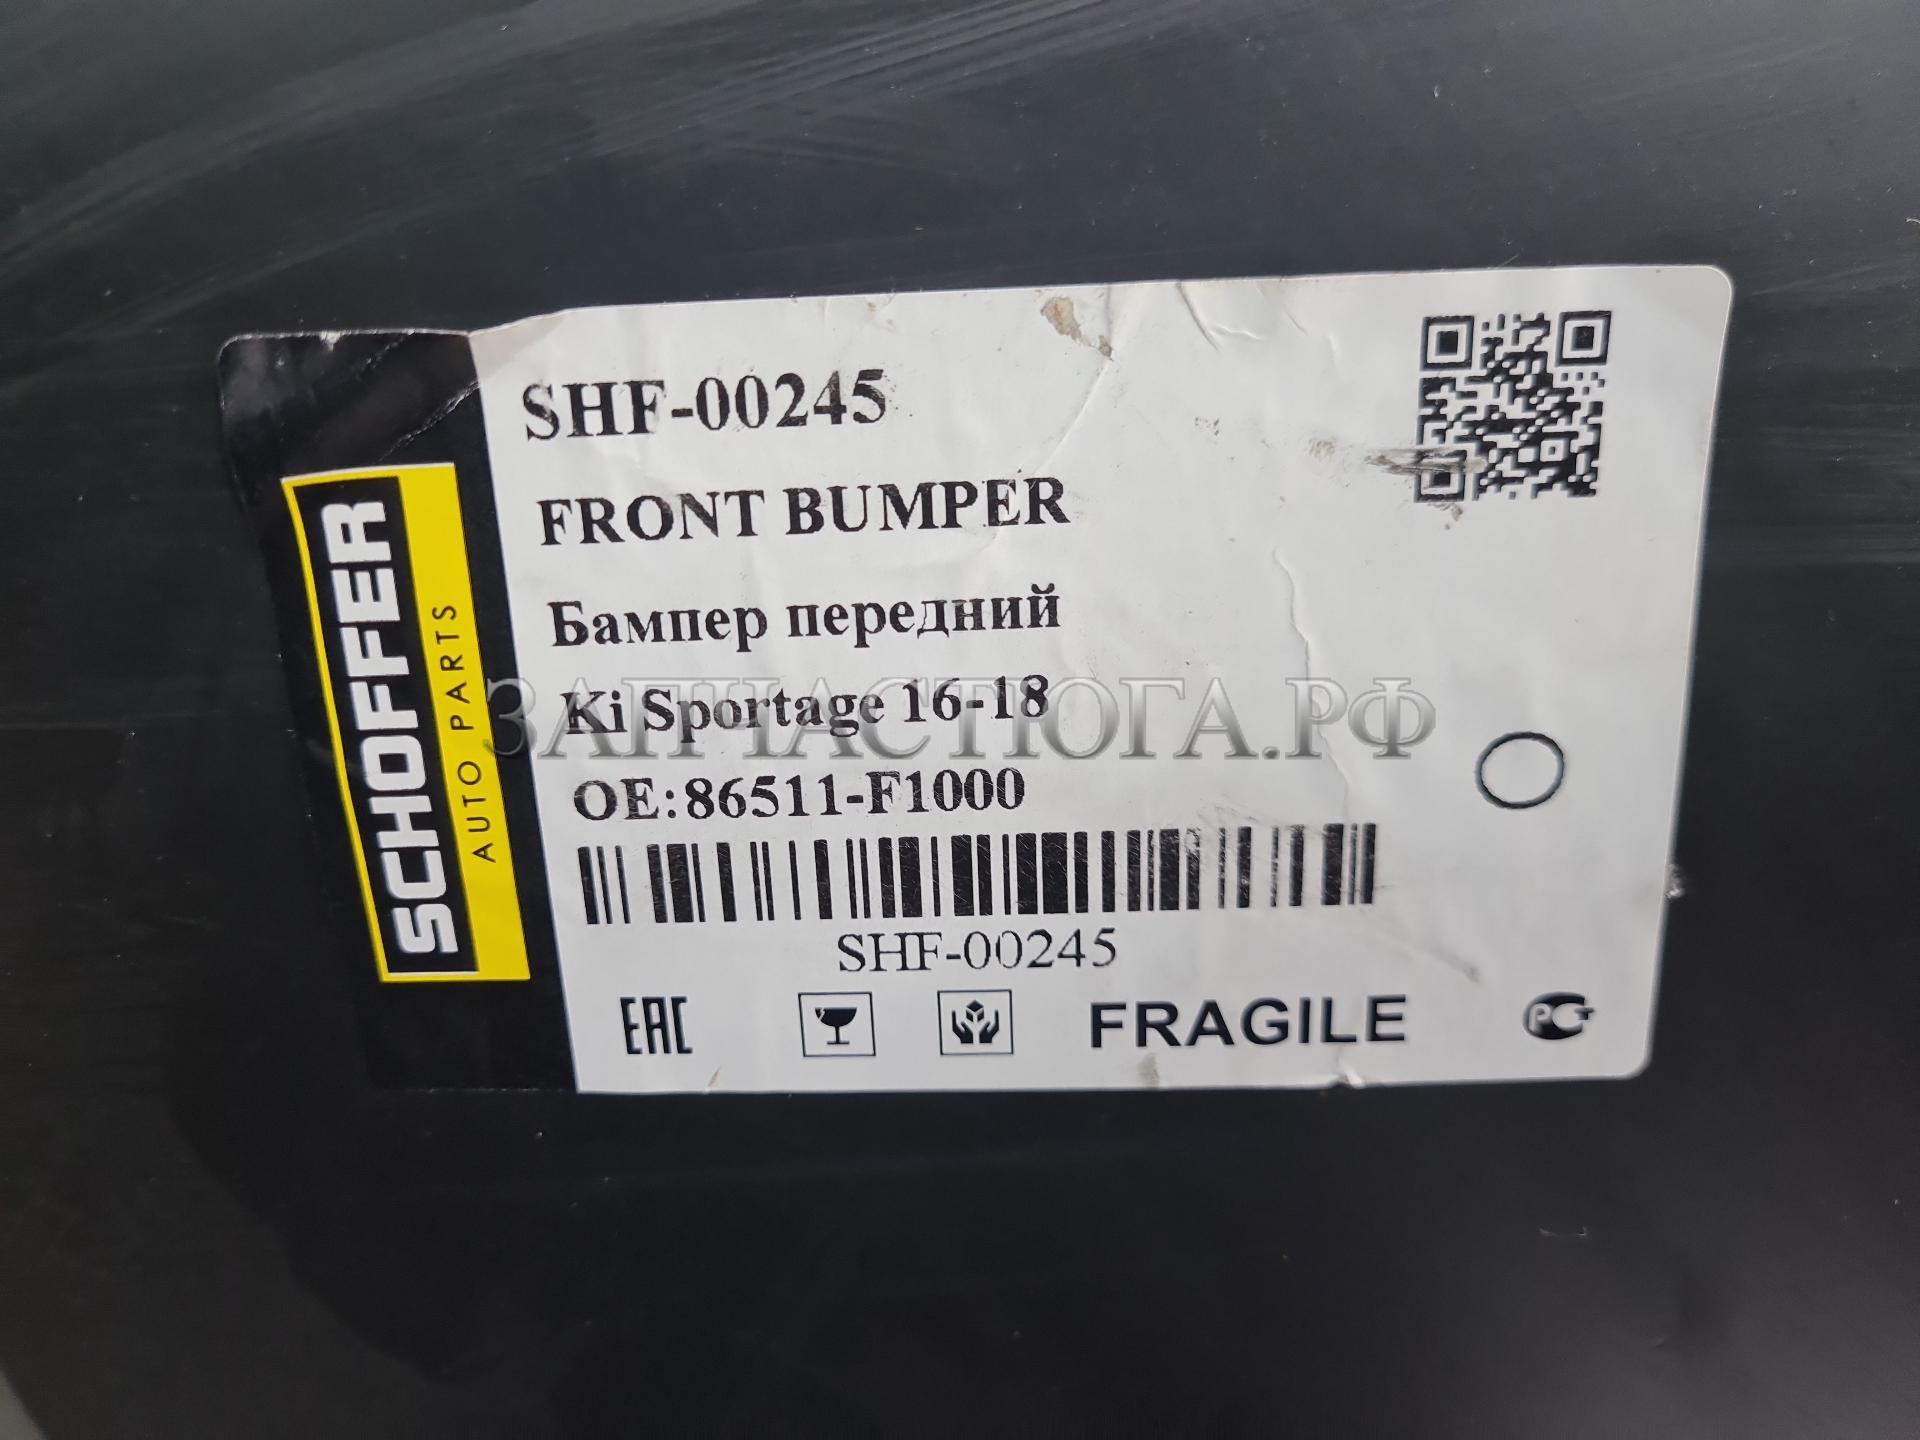 SHF-00245
FRONT BUMPER
Бампер передний
Ki Sportage 16-18
ЗАПЧАСТЮГА.РФ
OE:86511-F1000
SHF-00245
EAC
FRAGILE
РСТ
SCHOFFER
AUTO PARTS